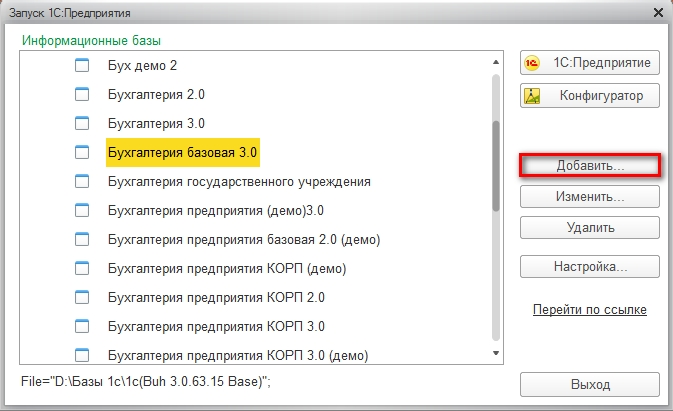 Запуск 1С:Предприятия
Информационные базы
Бух демо 2
Бухгалтерия 2.0
Бухгалтерия 3.0
Бухгалтерия базовая 3.0
Бухгалтерия государственного учреждения
Бухгалтерия предприятия (демо)3.0
Бухгалтерия предприятия базовая 2.0 (демо)
Бухгалтерия предприятия КОРП (демо)
Бухгалтерия предприятия КОРП 2.0
Бухгалтерия предприятия КОРП 3.0
Бухгалтерия предприятия КОРП 3.0 (демо)
1С:Предприятие
Конфигуратор
Добавить...
Изменить...
Удалить
Настройка...
Перейти по ссылке
File="D:\Базы 1с\1c(Buh 3.0.63.15 Base)";
Выход